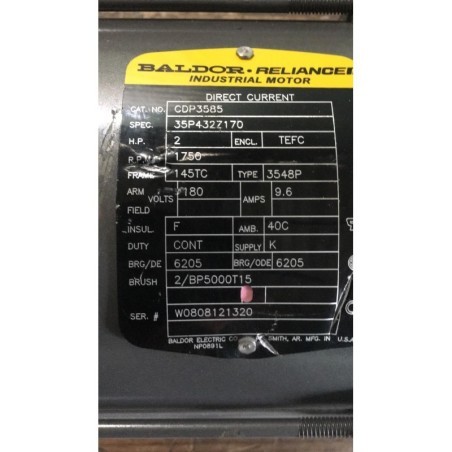 BALDOR • RELIANCE
INDUSTRIAL MOTOR
DIRECT CURRENT
CAT. NO. CDP3585
SPEC. 35P432Z170
H.P. 2 ENCL. TEFC
R.P.M. 1750
FRAME 145TC TYPE 3548P
ARM VOLTS 180 AMPS 9.6
FIELD
INSUL. F AMB. 40C
DUTY CONT SUPPLY K
BRG/DE 6205 BRG/ODE 6205
BRUSH 2/BP5000T15
SER. # W0808121320
BALDOR ELECTRIC CO. SMITH, AR. MFG. IN U.S.A
NP0891L